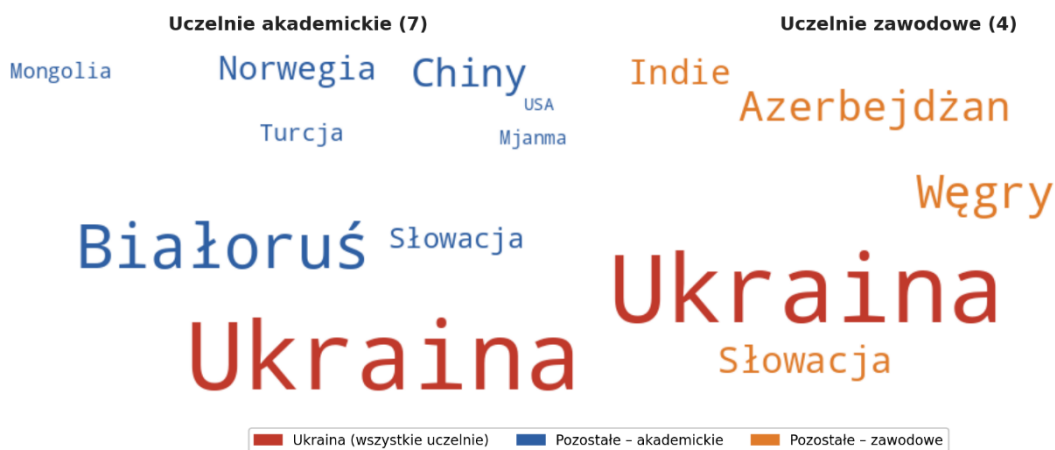 Uczelnie akademickie (7)
Mongolia
Norwegia
Chiny
USA
Turcja
Mjanma
Białoruś
Słowacja
Ukraina
Uczelnie zawodowe (4)
Indie
Azerbejdżan
Węgry
Ukraina
Słowacja
Ukraina (wszystkie uczelnie)
Pozostałe – akademickie
Pozostałe – zawodowe